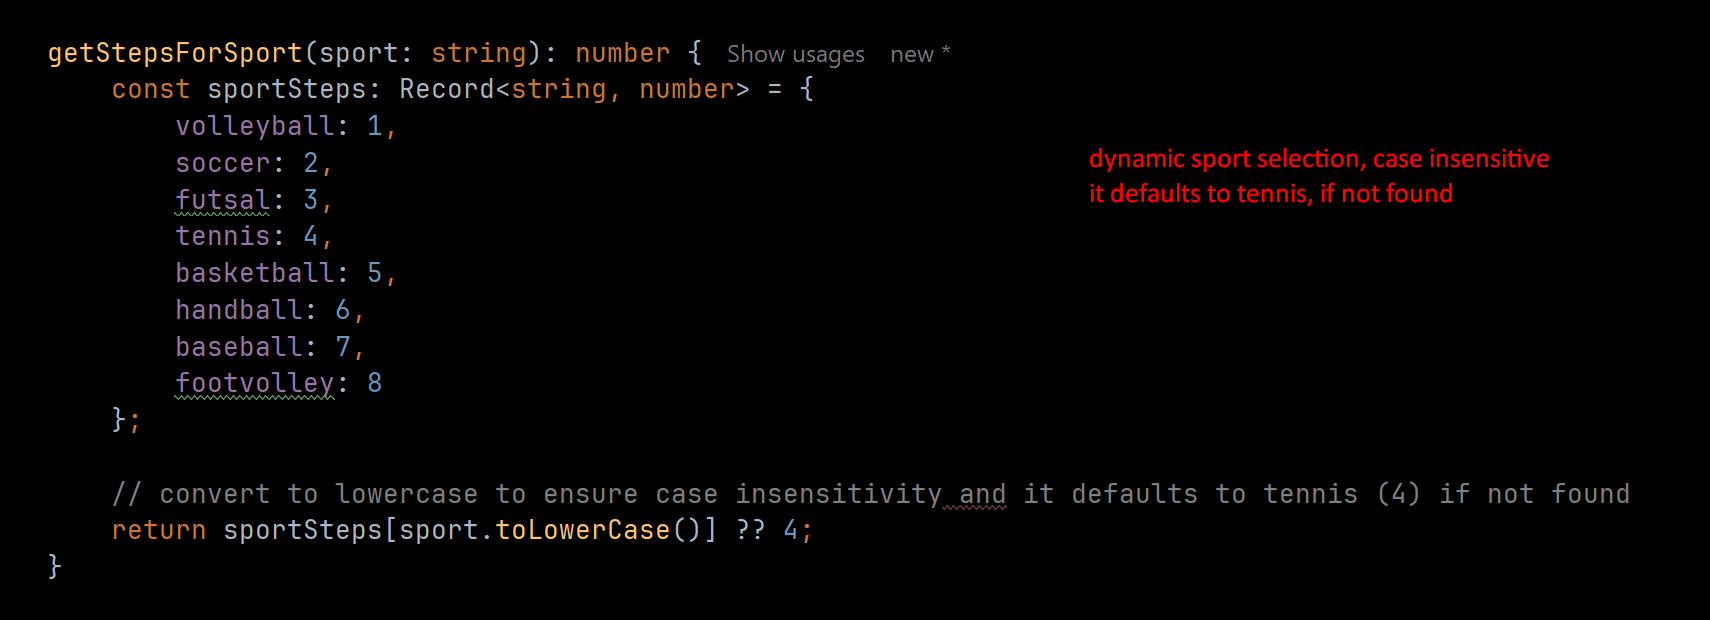 getStepsForSport(sport: string): number { Show usages new *
const sportSteps: Record<string, number> = {
volleyball: 1,
soccer: 2,
futsal: 3,
tennis: 4,
basketball: 5,
handball: 6,
baseball: 7,
footvolley: 8
};
dynamic sport selection, case insensitive
it defaults to tennis, if not found
// convert to lowercase to ensure case insensitivity and it defaults to tennis (4) if not found
return sportSteps[sport.toLowerCase()] ?? 4;
}